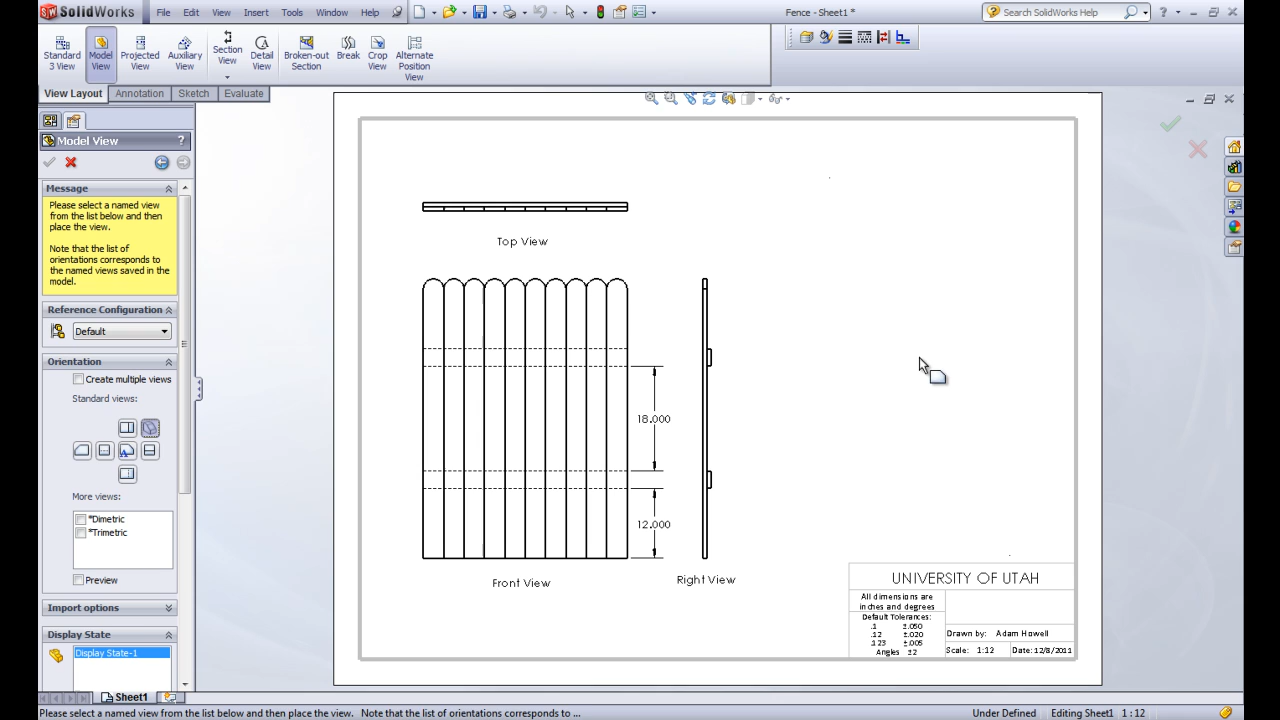 SolidWorks
File Edit View Insert Tools Window Help
Fence - Sheet1 *
Search SolidWorks Help
Standard 3 View
Model View
Projected View
Auxiliary View
Section View
Detail View
Broken-out Section
Break
Crop View
Alternate Position View
View Layout
Annotation
Sketch
Evaluate
Model View
?
Message
Please select a named view
from the list below and then
place the view.
Note that the list of
orientations corresponds to
the named views saved in the
model.
Reference Configuration
Default
Orientation
Create multiple views
Standard views:
More views:
*Dimetric
*Trimetric
Preview
Import options
Display State
Display State-1
Top View
18.000
12.000
Front View
Right View
UNIVERSITY OF UTAH
All dimensions are
inches and degrees
Default Tolerances:
.1 ±.050
.12 ±.020
.123 ±.005
Angles ±2
Drawn by: Adam Howell
Scale: 1:12
Date: 12/8/2011
Sheet1
Please select a named view from the list below and then place the view. Note that the list of orientations corresponds to ...
Under Defined
Editing Sheet1
1 : 12